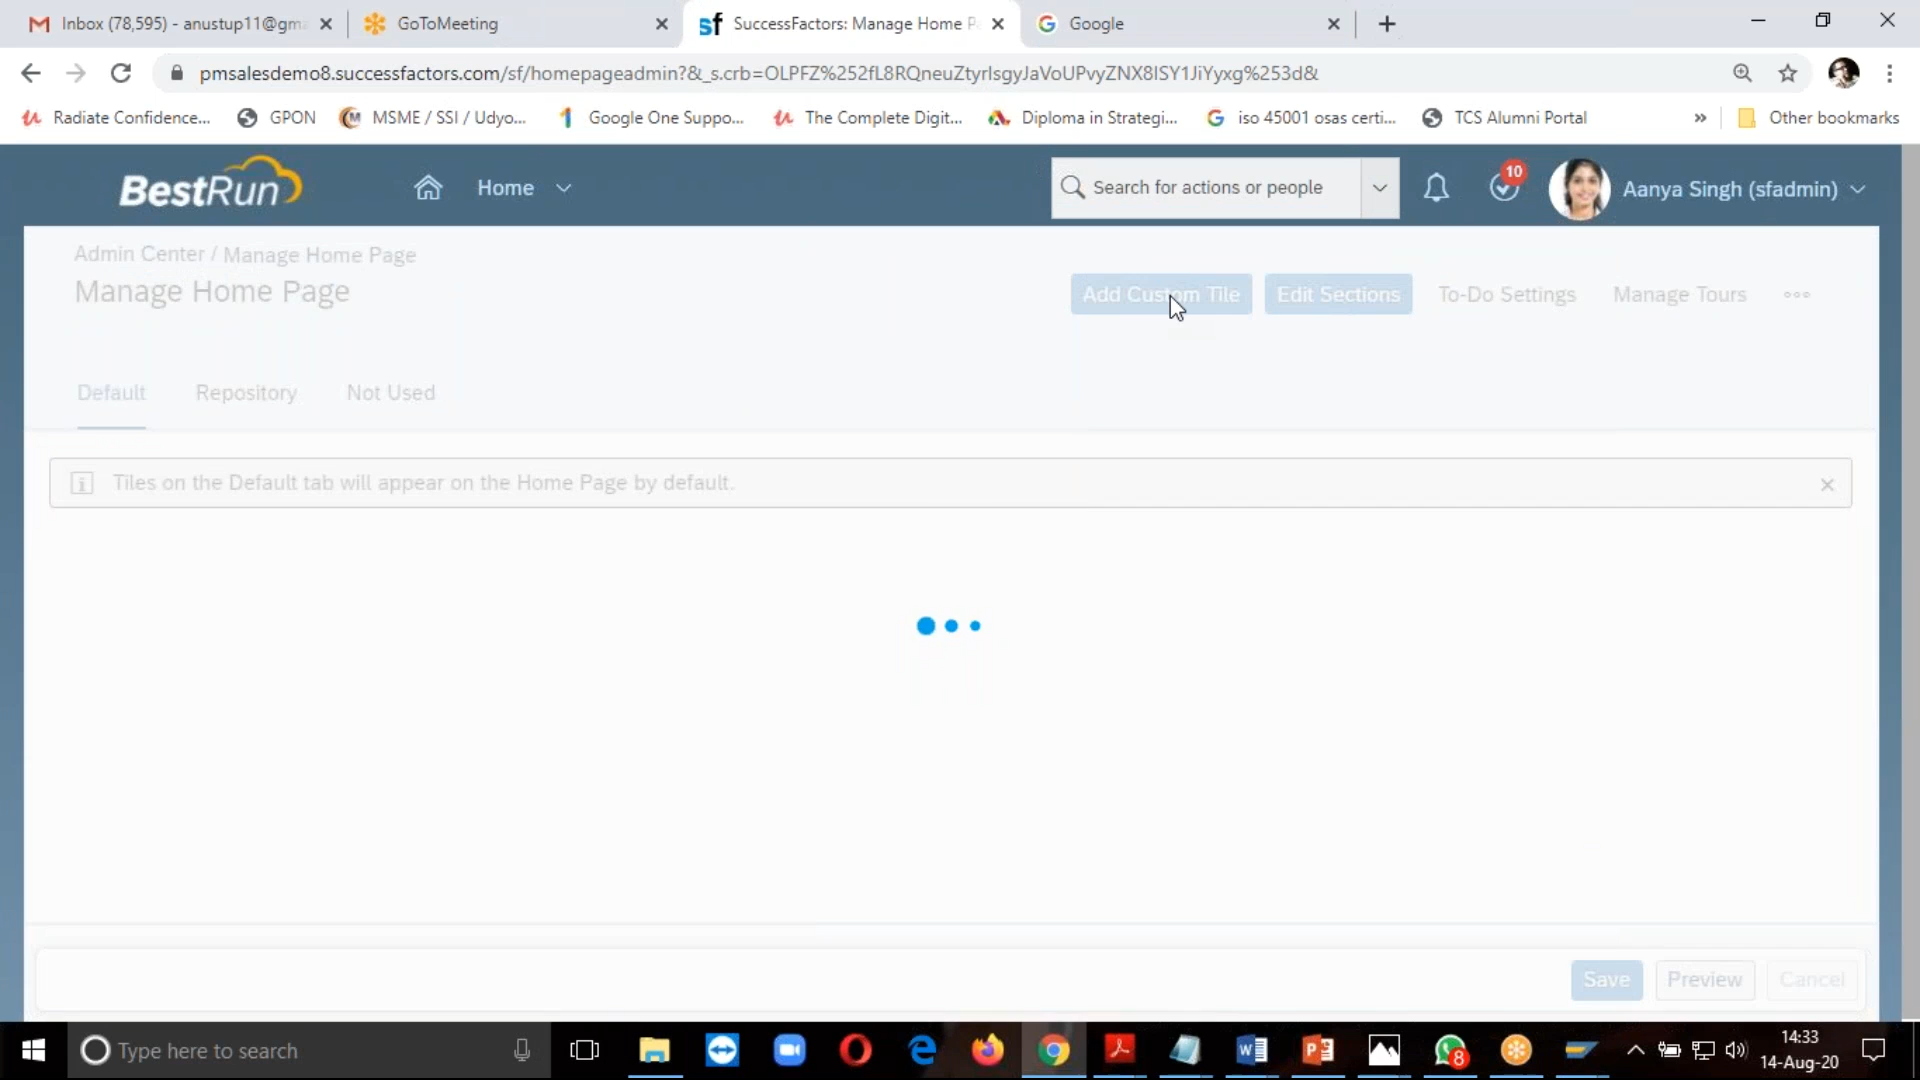 Inbox (78,595) - anustup11@gma
GoToMeeting
sf SuccessFactors: Manage Home P
Google
pmsalesdemo8.successfactors.com/sf/homepageadmin?&_s.crb=OLPFZ%252fL8RQneuZtyrlsgyJaVoUPvyZNX8ISY1JiYyxg%253d&
Radiate Confidence...
GPON
MSME / SSI / Udyo...
Google One Suppo...
The Complete Digit...
Diploma in Strategi...
iso 45001 osas certi...
TCS Alumni Portal
»
Other bookmarks
BestRun
Home
Search for actions or people
10
Aanya Singh (sfadmin)
Admin Center / Manage Home Page
Manage Home Page
Add Custom Tile
Edit Sections
To-Do Settings
Manage Tours
Default
Repository
Not Used
Tiles on the Default tab will appear on the Home Page by default.
Save
Preview
Cancel
Type here to search
8
14:33
14-Aug-20